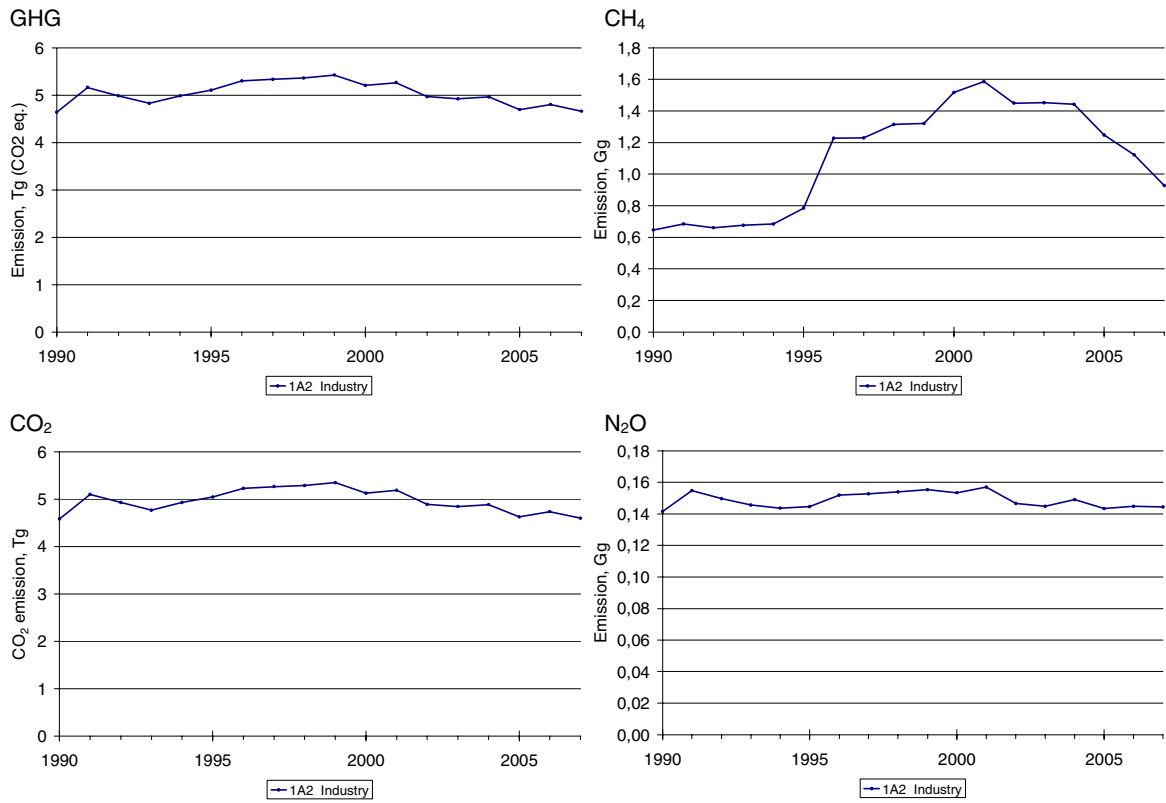 GHG
Emission, Tg (CO2 eq.)
6
5
4
3
2
1
0
1990 1995 2000 2005
1A2 Industry
CH₄
Emission, Gg
1,8
1,6
1,4
1,2
1,0
0,8
0,6
0,4
0,2
0,0
1990 1995 2000 2005
1A2 Industry
CO₂
CO₂ emission, Tg
6
5
4
3
2
1
0
1990 1995 2000 2005
1A2 Industry
N₂O
Emission, Gg
0,18
0,16
0,14
0,12
0,10
0,08
0,06
0,04
0,02
0,00
1990 1995 2000 2005
1A2 Industry